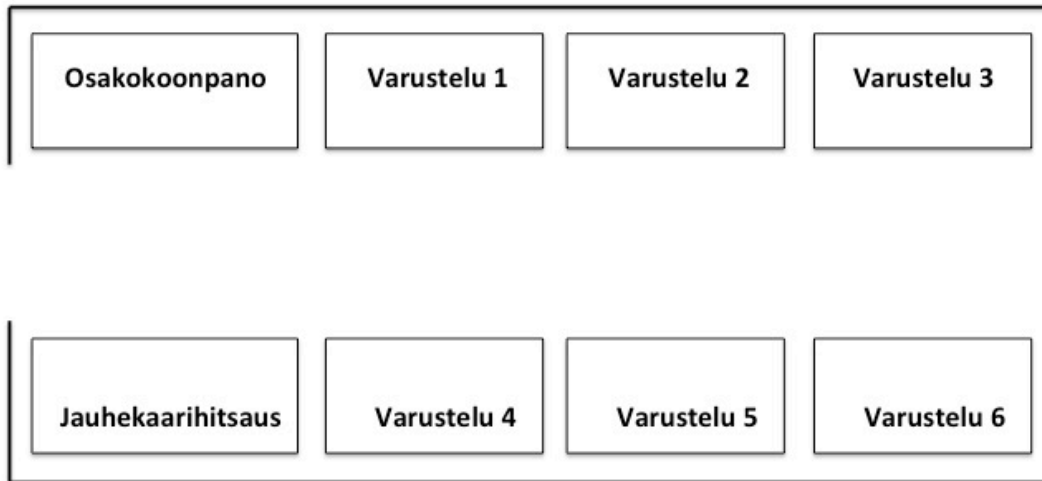 Osakokoonpano
Varustelu 1
Varustelu 2
Varustelu 3
Jauhekaarihitsaus
Varustelu 4
Varustelu 5
Varustelu 6